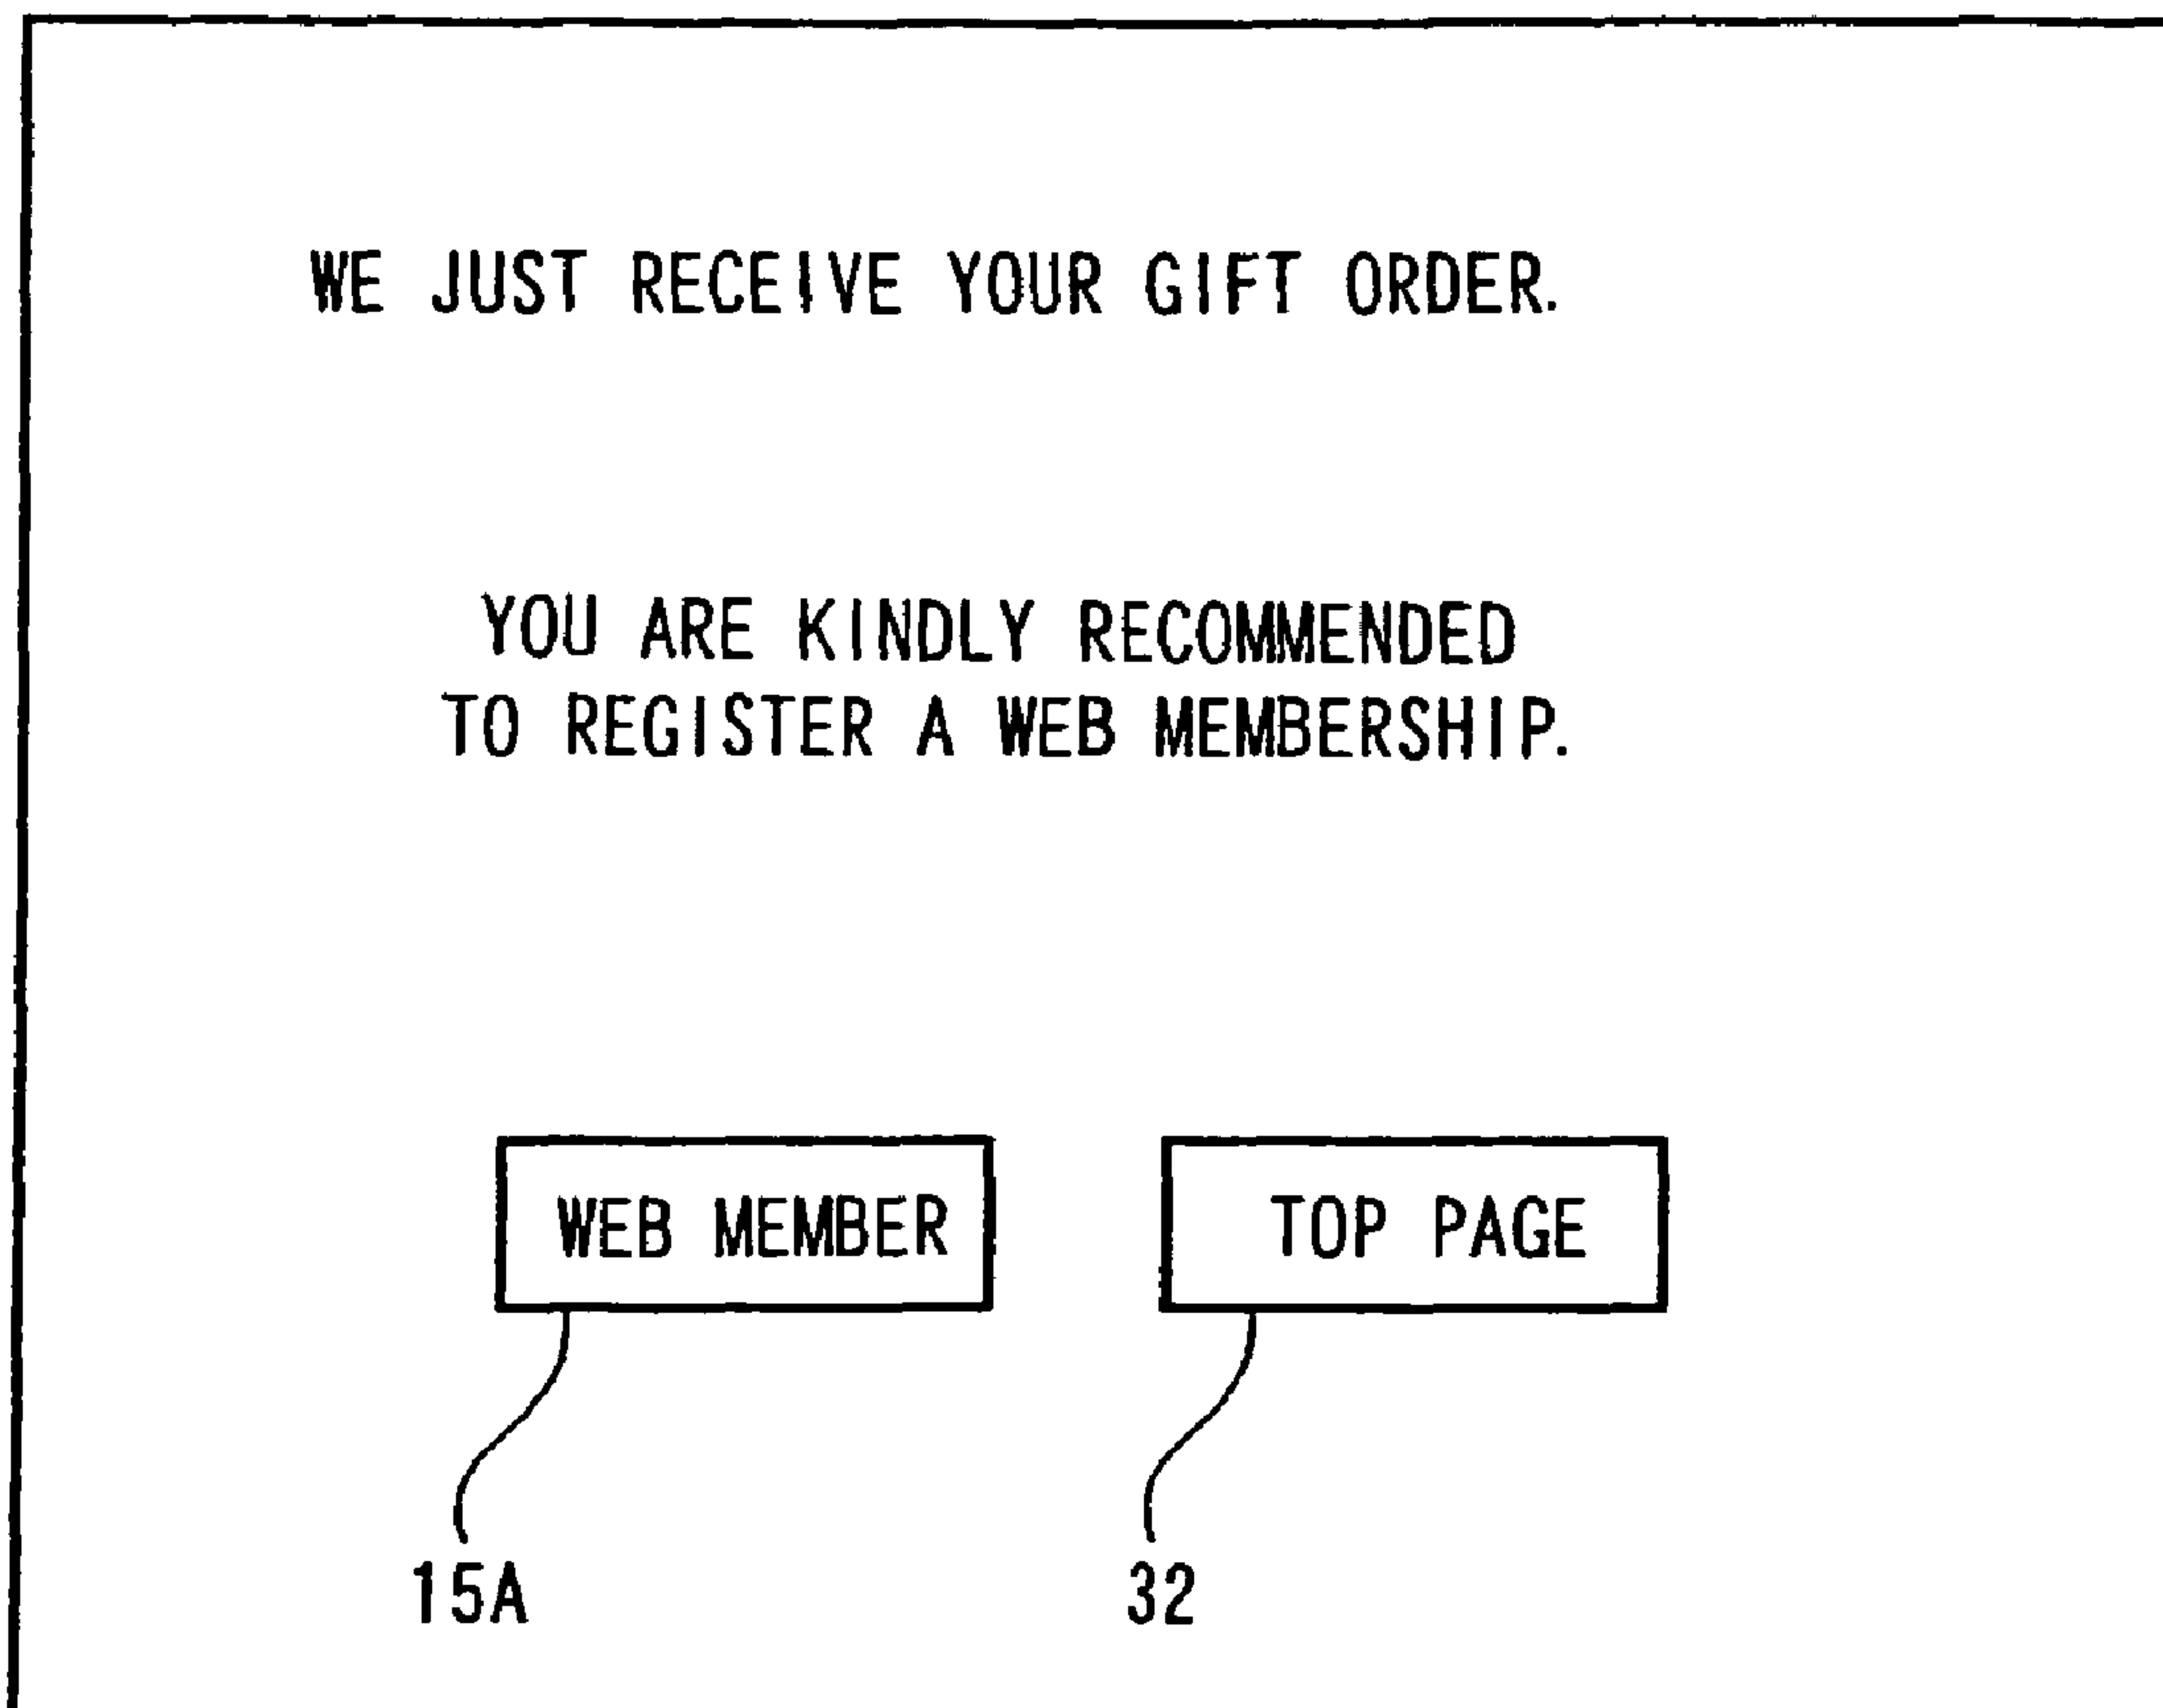 WE JUST RECEIVE YOUR GIFT ORDER.
YOU ARE KINDLY RECOMMENDED
TO REGISTER A WEB MEMBERSHIP.
WEB MEMBER
TOP PAGE
15A
32